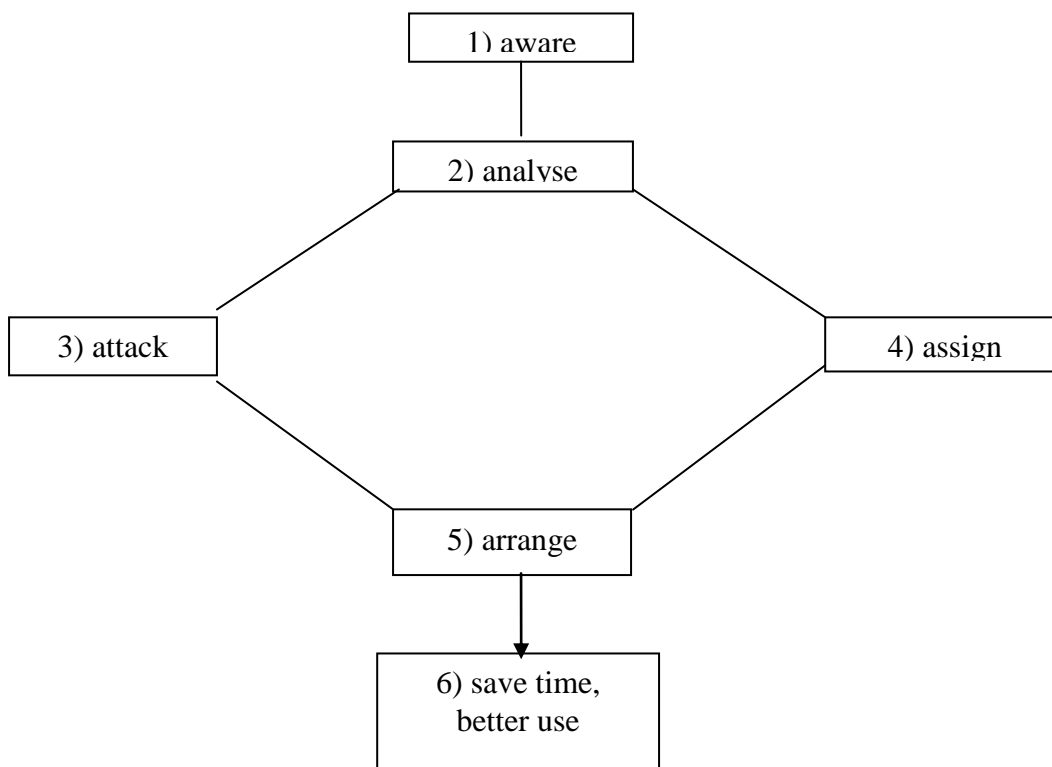 1) aware
2) analyse
3) attack
4) assign
5) arrange
6) save time,
better use